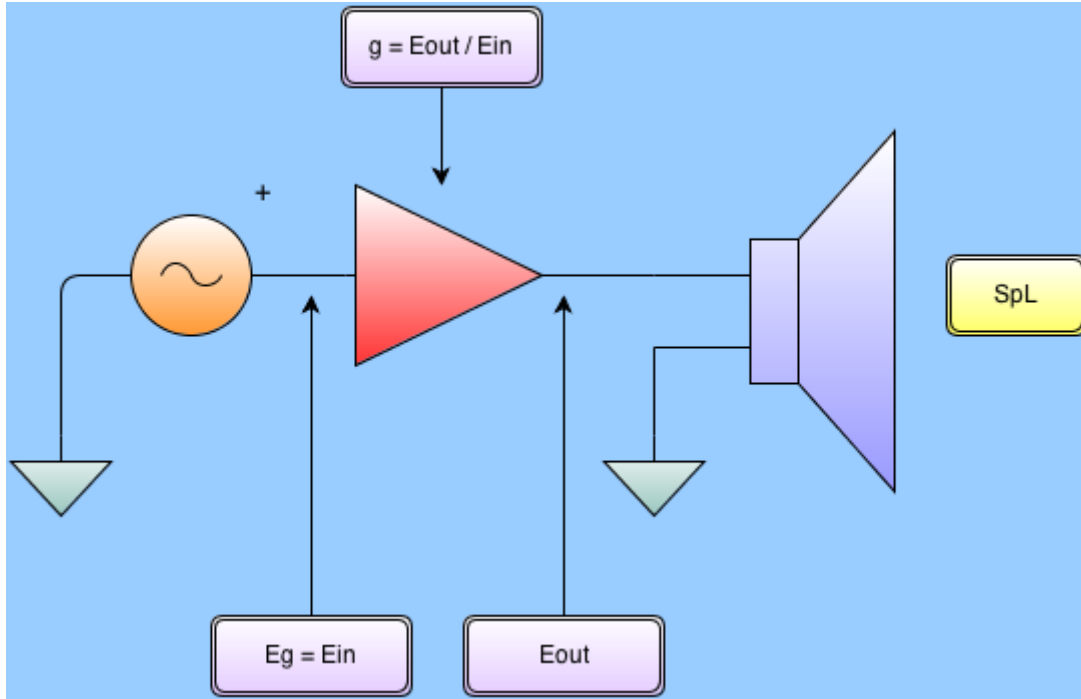 g = Eout / Ein
+
SpL
Eg = Ein
Eout